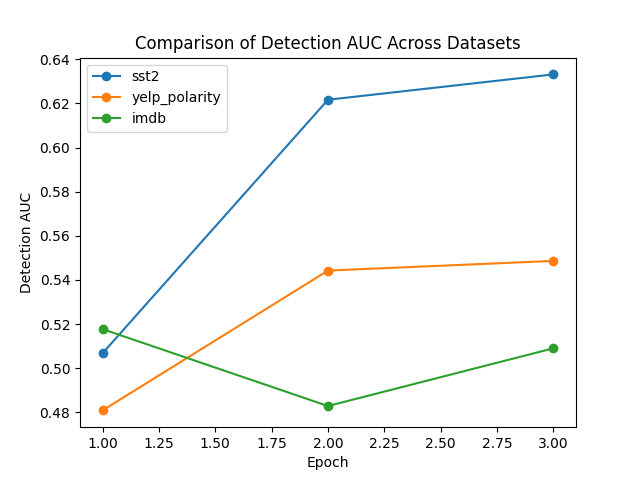 Comparison of Detection AUC Across Datasets
sst2
yelp_polarity
imdb
Detection AUC
0.64
0.62
0.60
0.58
0.56
0.54
0.52
0.50
0.48
1.00 1.25 1.50 1.75 2.00 2.25 2.50 2.75 3.00
Epoch